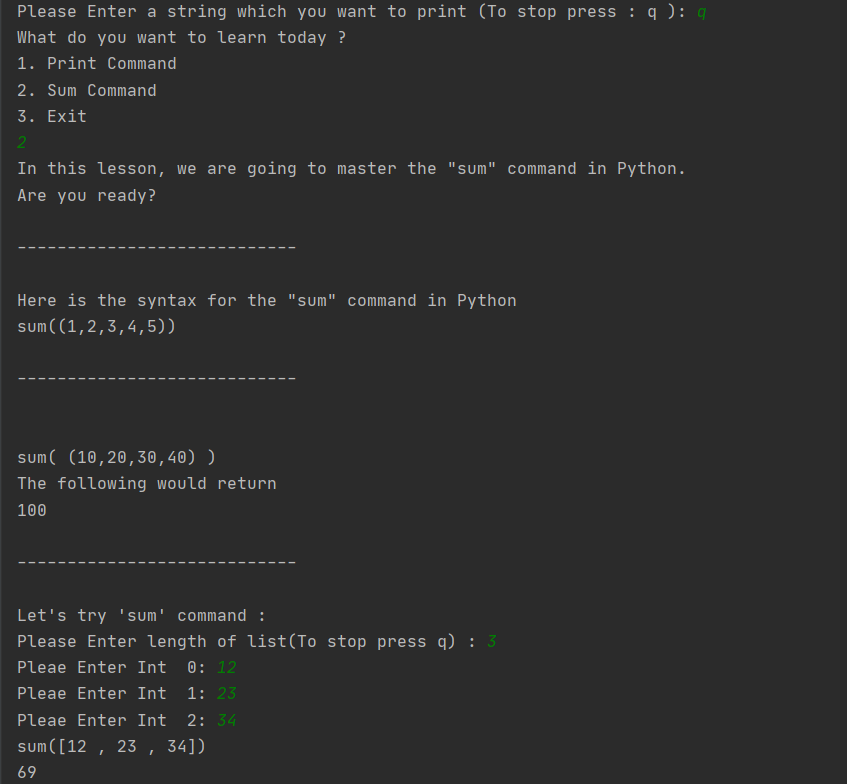 Please Enter a string which you want to print (To stop press : q ): q
What do you want to learn today ?
1. Print Command
2. Sum Command
3. Exit
2
In this lesson, we are going to master the "sum" command in Python.
Are you ready?
----------------------------
Here is the syntax for the "sum" command in Python
sum((1,2,3,4,5))
----------------------------
sum( (10,20,30,40) )
The following would return
100
----------------------------
Let's try 'sum' command :
Please Enter length of list(To stop press q) : 3
Pleae Enter Int  0: 12
Pleae Enter Int  1: 23
Pleae Enter Int  2: 34
sum([12 , 23 , 34])
69